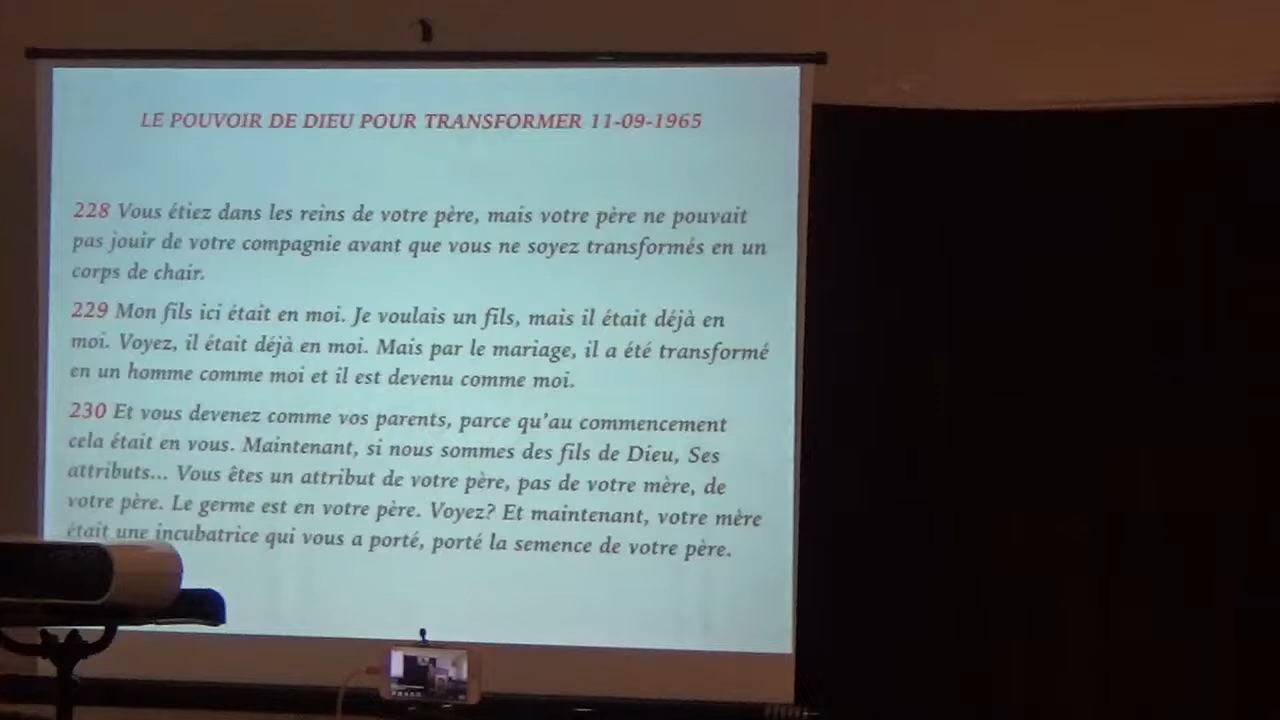 LE POUVOIR DE DIEU POUR TRANSFORMER 11-09-1965
228 Vous étiez dans les reins de votre père, mais votre père ne pouvait
pas jouir de votre compagnie avant que vous ne soyez transformés en un
corps de chair.
229 Mon fils ici était en moi. Je voulais un fils, mais il était déjà en
moi. Voyez, il était déjà en moi. Mais par le mariage, il a été transformé
en un homme comme moi et il est devenu comme moi.
230 Et vous devenez comme vos parents, parce qu'au commencement
cela était en vous. Maintenant, si nous sommes des fils de Dieu, Ses
attributs... Vous êtes un attribut de votre père, pas de votre mère, de
votre père. Le germe est en votre père. Voyez? Et maintenant, votre mère
était une incubatrice qui vous a porté, porté la semence de votre père.